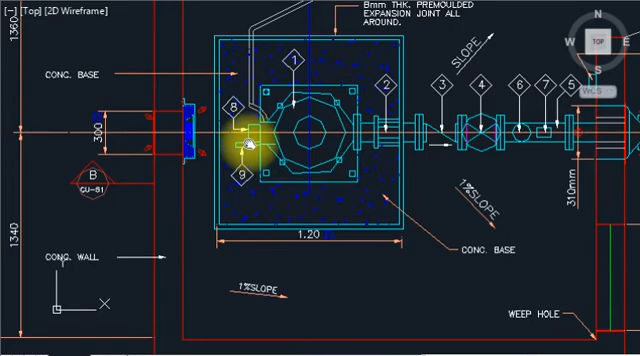 [-] [Top] [2D Wireframe]
8mm THK. PREMOULDED
EXPANSION JOINT ALL
AROUND.
1360
SLOPE
N
W
TOP
E
S
WCS
CONC. BASE
1
8
2
3
4
6
7
5
300
9
B
CU-01
1%SLOPE
310mm
1340
1.20
CONC. BASE
CONC. WALL
Y
X
1%SLOPE
WEEP HOLE